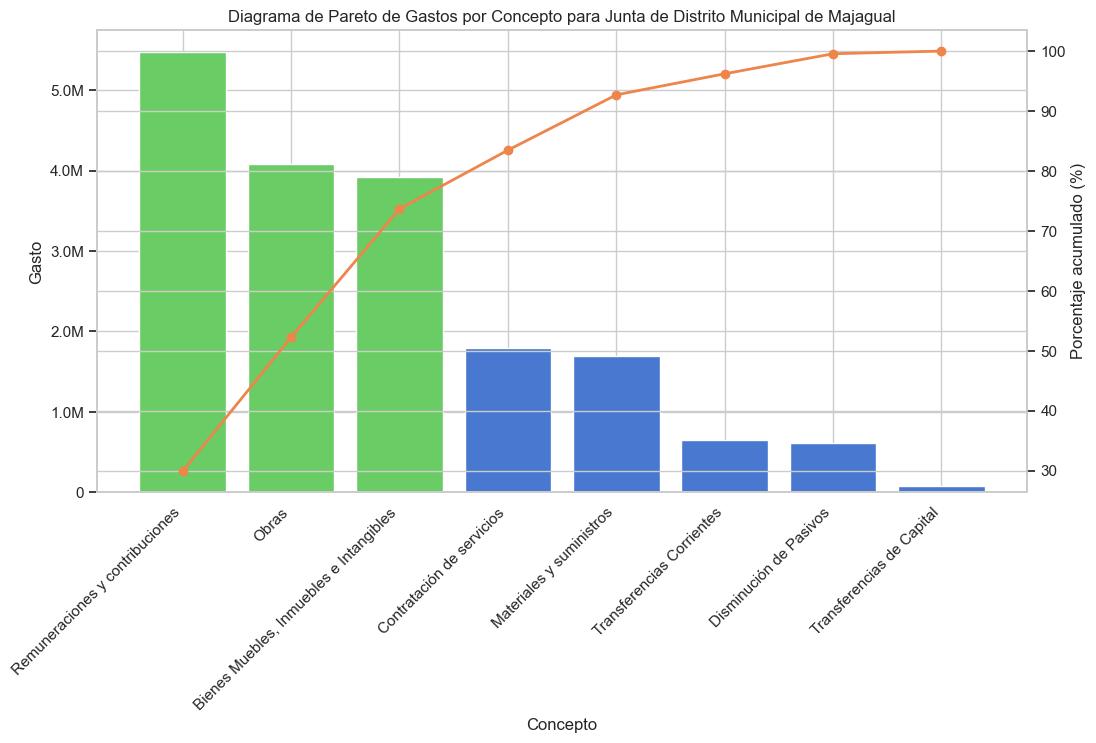 Diagrama de Pareto de Gastos por Concepto para Junta de Distrito Municipal de Majagual
5.0M
4.0M
3.0M
2.0M
1.0M
0
Gasto
100
90
80
70
60
50
40
30
Porcentaje acumulado (%)
Remuneraciones y contribuciones
Obras
Bienes Muebles, Inmuebles e Intangibles
Contratación de servicios
Materiales y suministros
Transferencias Corrientes
Disminución de Pasivos
Transferencias de Capital
Concepto